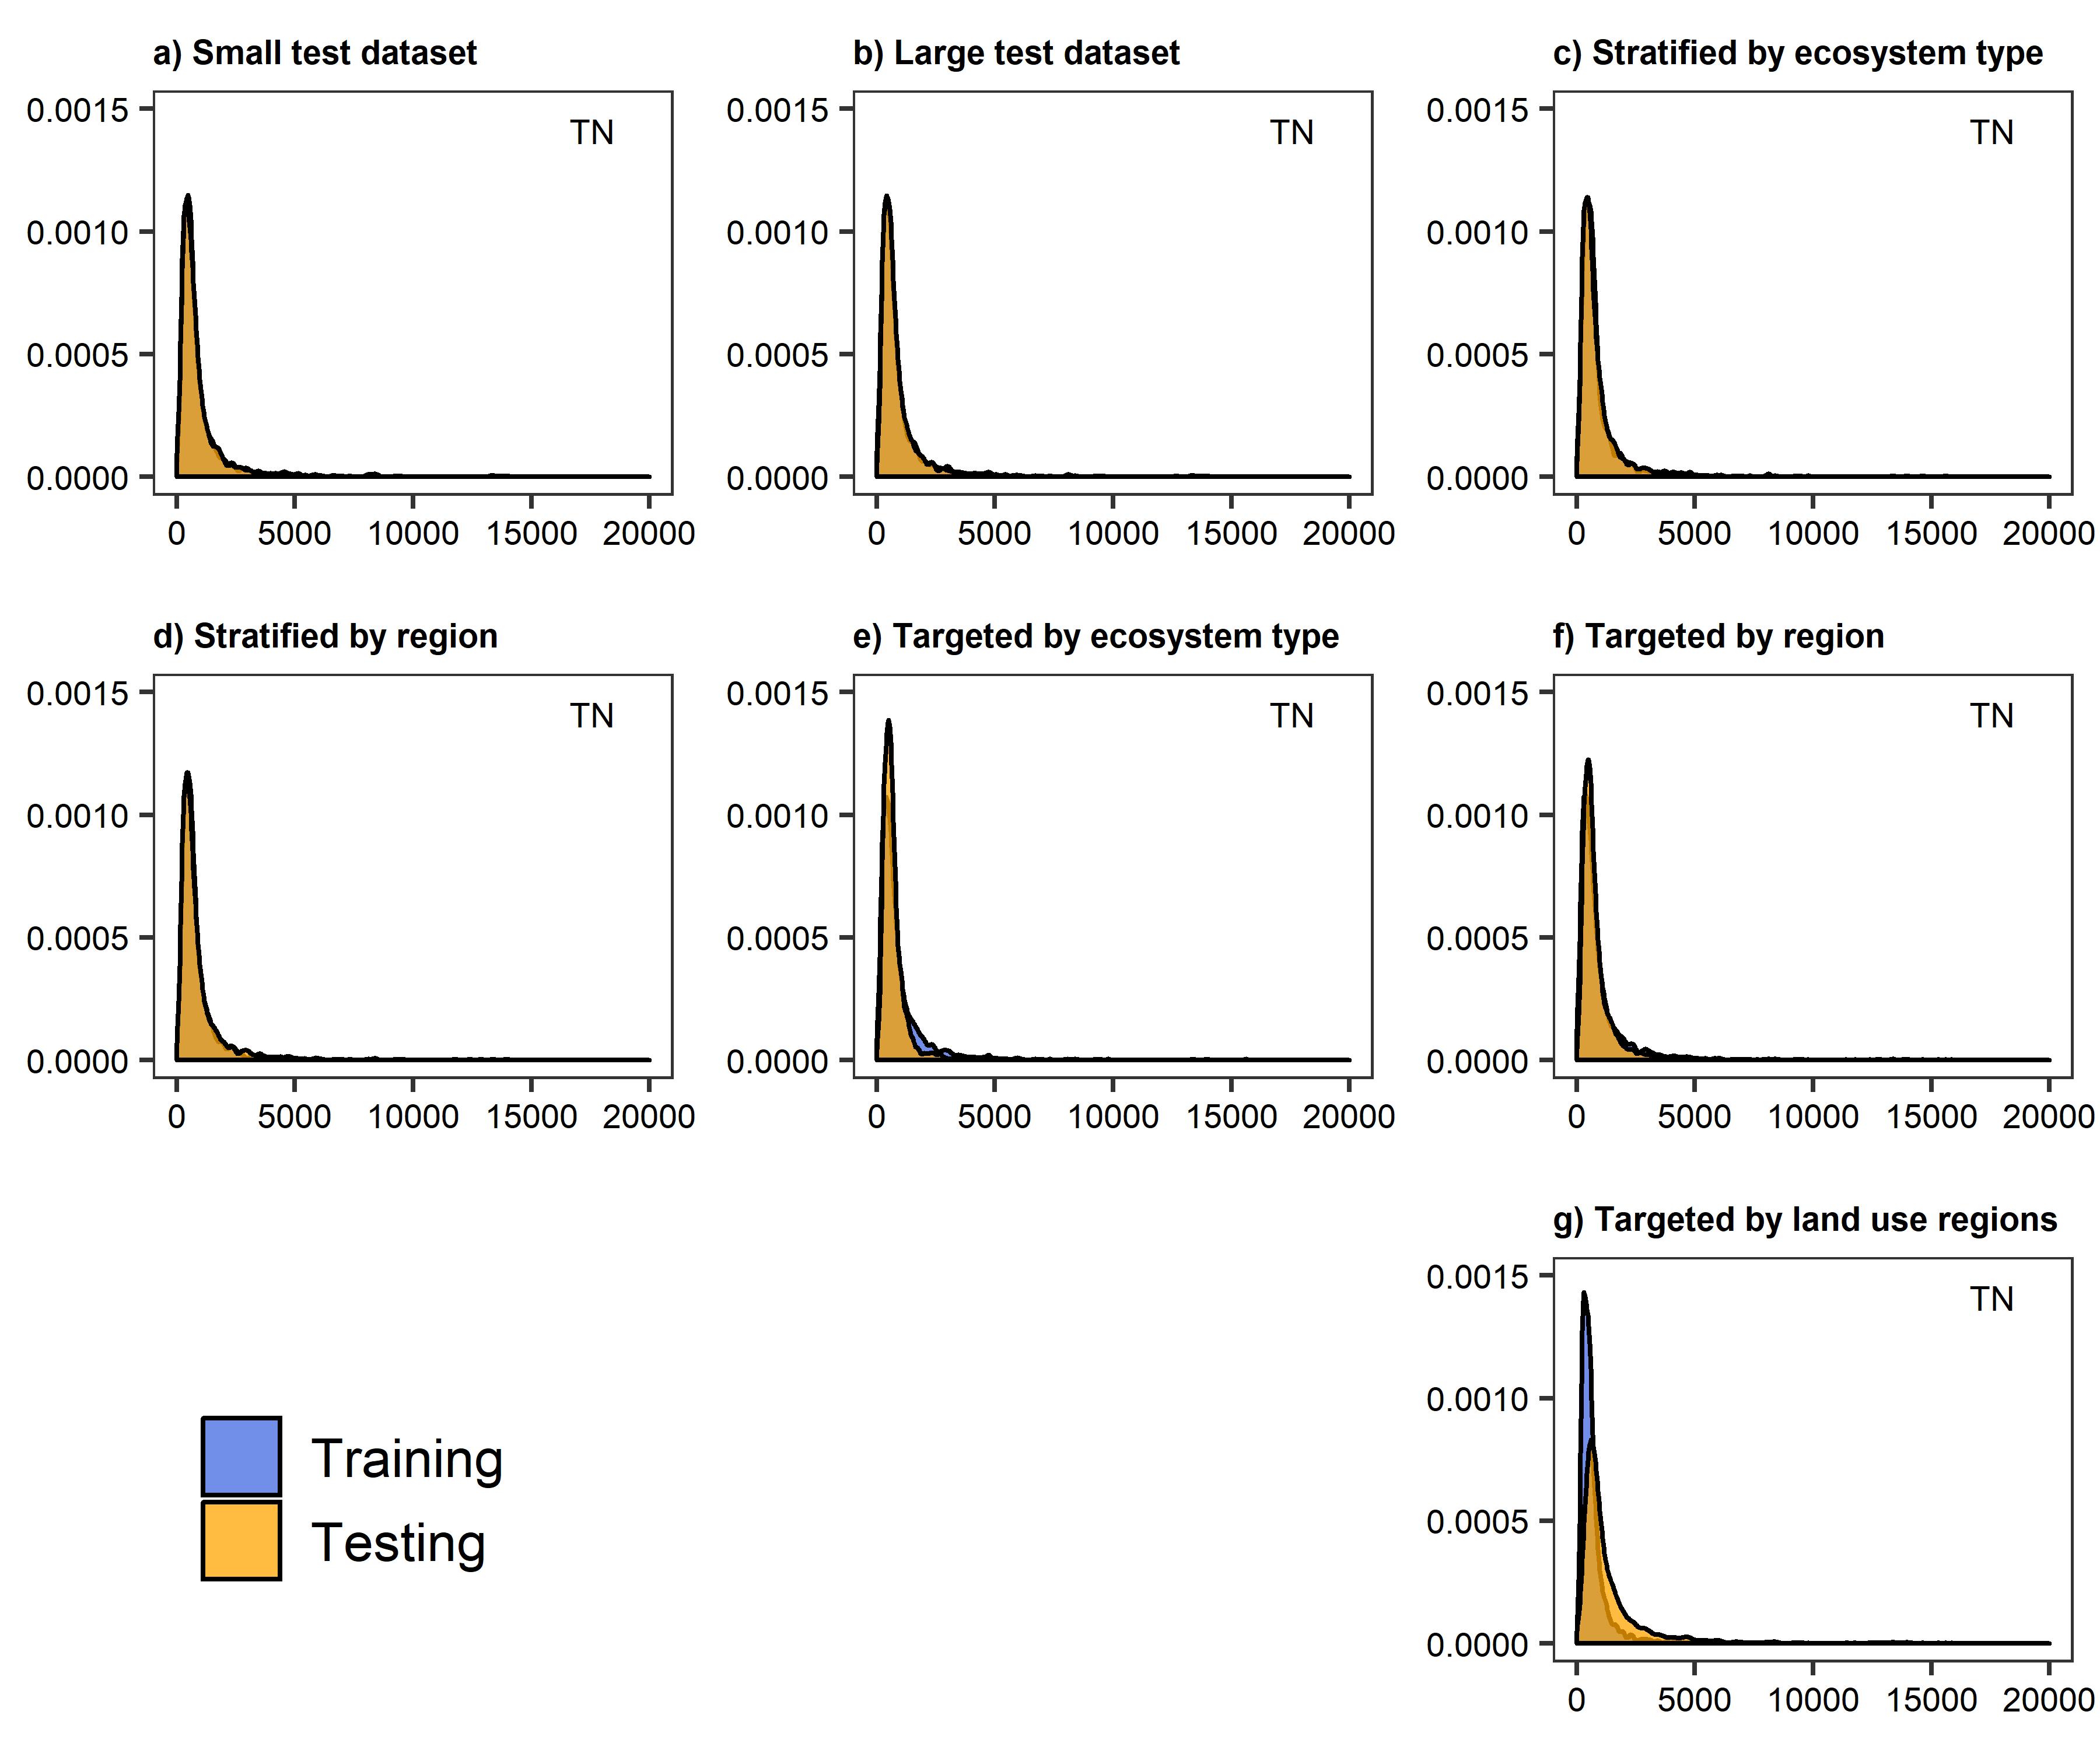 a) Small test dataset
0.0015
0.0010
0.0005
0.0000
TN
0 5000 10000 15000 20000
b) Large test dataset
0.0015
0.0010
0.0005
0.0000
TN
0 5000 10000 15000 20000
c) Stratified by ecosystem type
0.0015
0.0010
0.0005
0.0000
TN
0 5000 10000 15000 20000
d) Stratified by region
0.0015
0.0010
0.0005
0.0000
TN
0 5000 10000 15000 20000
e) Targeted by ecosystem type
0.0015
0.0010
0.0005
0.0000
TN
0 5000 10000 15000 20000
f) Targeted by region
0.0015
0.0010
0.0005
0.0000
TN
0 5000 10000 15000 20000
g) Targeted by land use regions
0.0015
0.0010
0.0005
0.0000
TN
0 5000 10000 15000 20000
Training
Testing